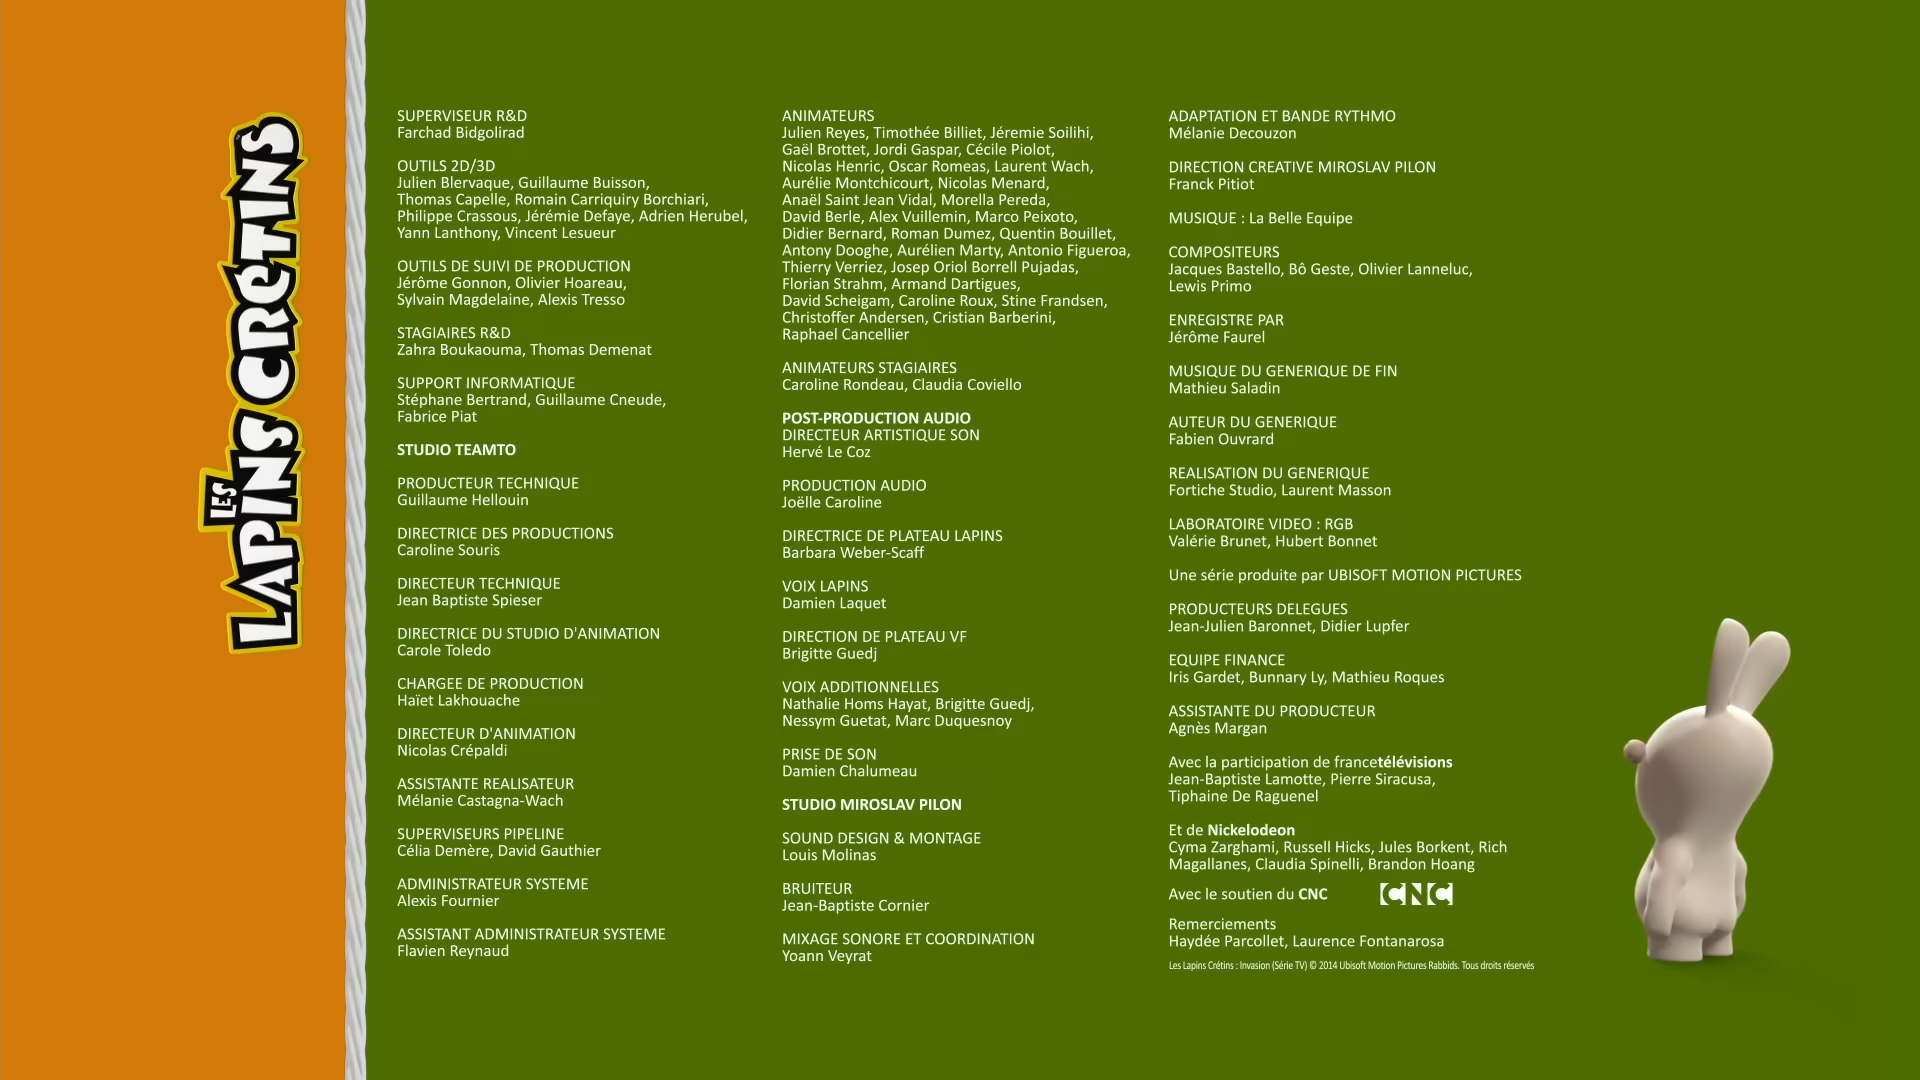 LES
LAPINS CRÉTINS
SUPERVISEUR R&D
Farchad Bidgolirad
OUTILS 2D/3D
Julien Blervaque, Guillaume Buisson,
Thomas Capelle, Romain Carriquiry Borchiari,
Philippe Crassous, Jérémie Defaye, Adrien Herubel,
Yann Lanthony, Vincent Lesueur
OUTILS DE SUIVI DE PRODUCTION
Jérôme Gonnon, Olivier Hoareau,
Sylvain Magdelaine, Alexis Tresso
STAGIAIRES R&D
Zahra Boukaouma, Thomas Demenat
SUPPORT INFORMATIQUE
Stéphane Bertrand, Guillaume Cneude,
Fabrice Piat
STUDIO TEAMTO
PRODUCTEUR TECHNIQUE
Guillaume Hellouin
DIRECTRICE DES PRODUCTIONS
Caroline Souris
DIRECTEUR TECHNIQUE
Jean Baptiste Spieser
DIRECTRICE DU STUDIO D'ANIMATION
Carole Toledo
CHARGEE DE PRODUCTION
Haïet Lakhouache
DIRECTEUR D'ANIMATION
Nicolas Crépaldi
ASSISTANTE REALISATEUR
Mélanie Castagna-Wach
SUPERVISEURS PIPELINE
Célia Demère, David Gauthier
ADMINISTRATEUR SYSTEME
Alexis Fournier
ASSISTANT ADMINISTRATEUR SYSTEME
Flavien Reynaud
ANIMATEURS
Julien Reyes, Timothée Billiet, Jéremie Soilihi,
Gaël Brottet, Jordi Gaspar, Cécile Piolot,
Nicolas Henric, Oscar Romeas, Laurent Wach,
Aurélie Montchicourt, Nicolas Menard,
Anaël Saint Jean Vidal, Morella Pereda,
David Berle, Alex Vuillemin, Marco Peixoto,
Didier Bernard, Roman Dumez, Quentin Bouillet,
Antony Dooghe, Aurélien Marty, Antonio Figueroa,
Thierry Verriez, Josep Oriol Borrell Pujadas,
Florian Strahm, Armand Dartigues,
David Scheigam, Caroline Roux, Stine Frandsen,
Christoffer Andersen, Cristian Barberini,
Raphael Cancellier
ANIMATEURS STAGIAIRES
Caroline Rondeau, Claudia Coviello
POST-PRODUCTION AUDIO
DIRECTEUR ARTISTIQUE SON
Hervé Le Coz
PRODUCTION AUDIO
Joëlle Caroline
DIRECTRICE DE PLATEAU LAPINS
Barbara Weber-Scaff
VOIX LAPINS
Damien Laquet
DIRECTION DE PLATEAU VF
Brigitte Guedj
VOIX ADDITIONNELLES
Nathalie Homs Hayat, Brigitte Guedj,
Nessym Guetat, Marc Duquesnoy
PRISE DE SON
Damien Chalumeau
STUDIO MIROSLAV PILON
SOUND DESIGN & MONTAGE
Louis Molinas
BRUITEUR
Jean-Baptiste Cornier
MIXAGE SONORE ET COORDINATION
Yoann Veyrat
ADAPTATION ET BANDE RYTHMO
Mélanie Decouzon
DIRECTION CREATIVE MIROSLAV PILON
Franck Pitiot
MUSIQUE : La Belle Equipe
COMPOSITEURS
Jacques Bastello, Bô Geste, Olivier Lanneluc,
Lewis Primo
ENREGISTRE PAR
Jérôme Faurel
MUSIQUE DU GENERIQUE DE FIN
Mathieu Saladin
AUTEUR DU GENERIQUE
Fabien Ouvrard
REALISATION DU GENERIQUE
Fortiche Studio, Laurent Masson
LABORATOIRE VIDEO : RGB
Valérie Brunet, Hubert Bonnet
Une série produite par UBISOFT MOTION PICTURES
PRODUCTEURS DELEGUES
Jean-Julien Baronnet, Didier Lupfer
EQUIPE FINANCE
Iris Gardet, Bunnary Ly, Mathieu Roques
ASSISTANTE DU PRODUCTEUR
Agnès Margan
Avec la participation de francetélévisions
Jean-Baptiste Lamotte, Pierre Siracusa,
Tiphaine De Raguenel
Et de Nickelodeon
Cyma Zarghami, Russell Hicks, Jules Borkent, Rich
Magallanes, Claudia Spinelli, Brandon Hoang
Avec le soutien du CNC CNC
Remerciements
Haydée Parcollet, Laurence Fontanarosa
Les Lapins Crétins : Invasion (Série TV) © 2014 Ubisoft Motion Pictures Rabbids. Tous droits réservés